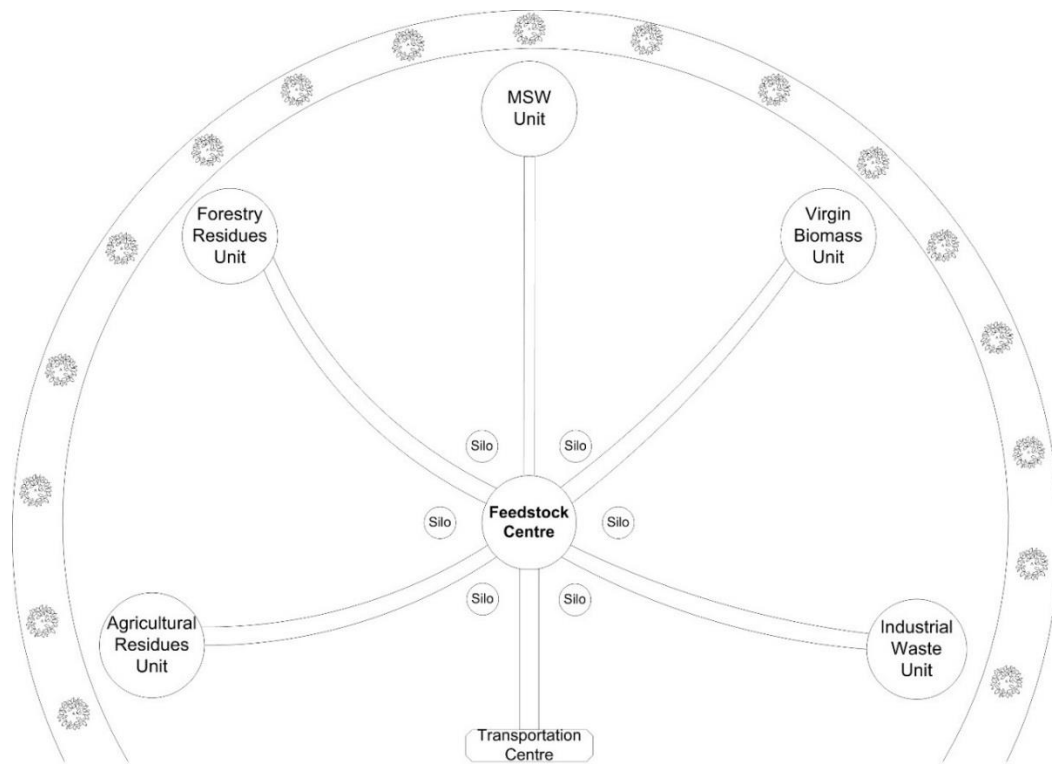 MSW
Unit
Forestry
Residues
Unit
Virgin
Biomass
Unit
Silo
Silo
Feedstock
Centre
Silo
Silo
Silo
Silo
Agricultural
Residues
Unit
Industrial
Waste
Unit
Transportation
Centre